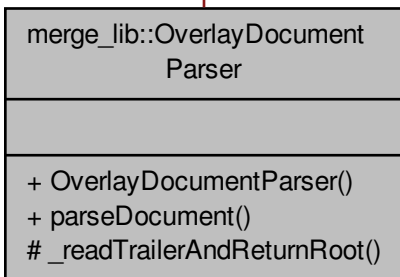 merge_lib::OverlayDocument
Parser
+ OverlayDocumentParser()
+ parseDocument()
# _readTrailerAndReturnRoot()